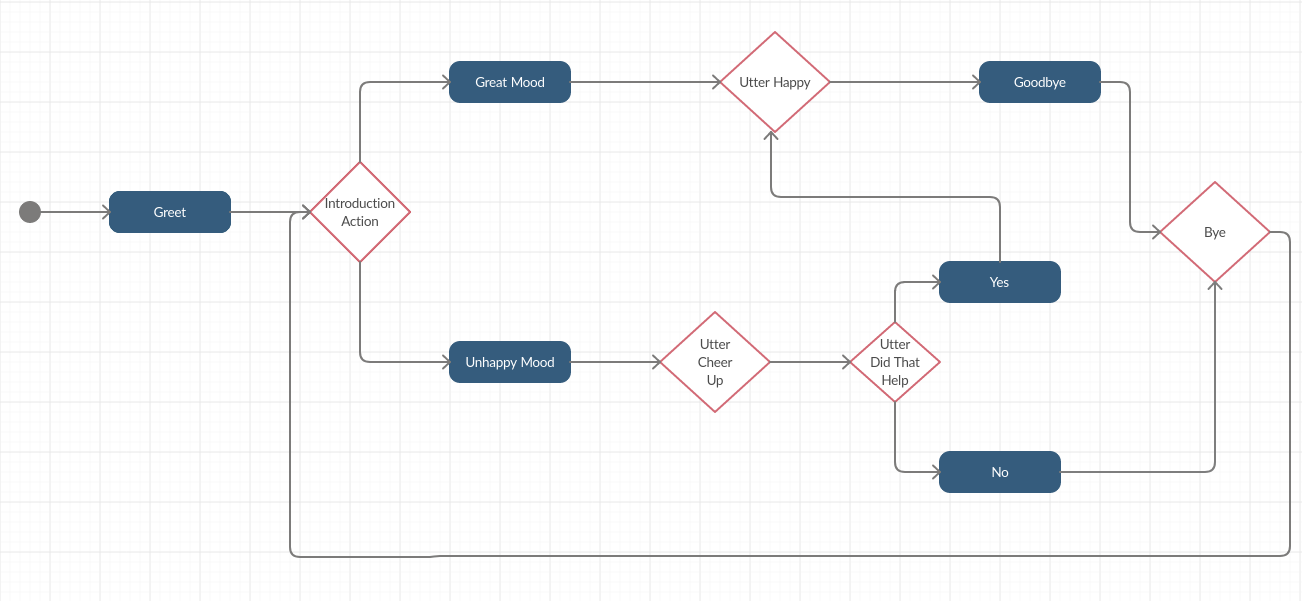 Great Mood
Utter Happy
Goodbye
Greet
Introduction
Action
Bye
Yes
Unhappy Mood
Utter
Cheer
Up
Utter
Did That
Help
No